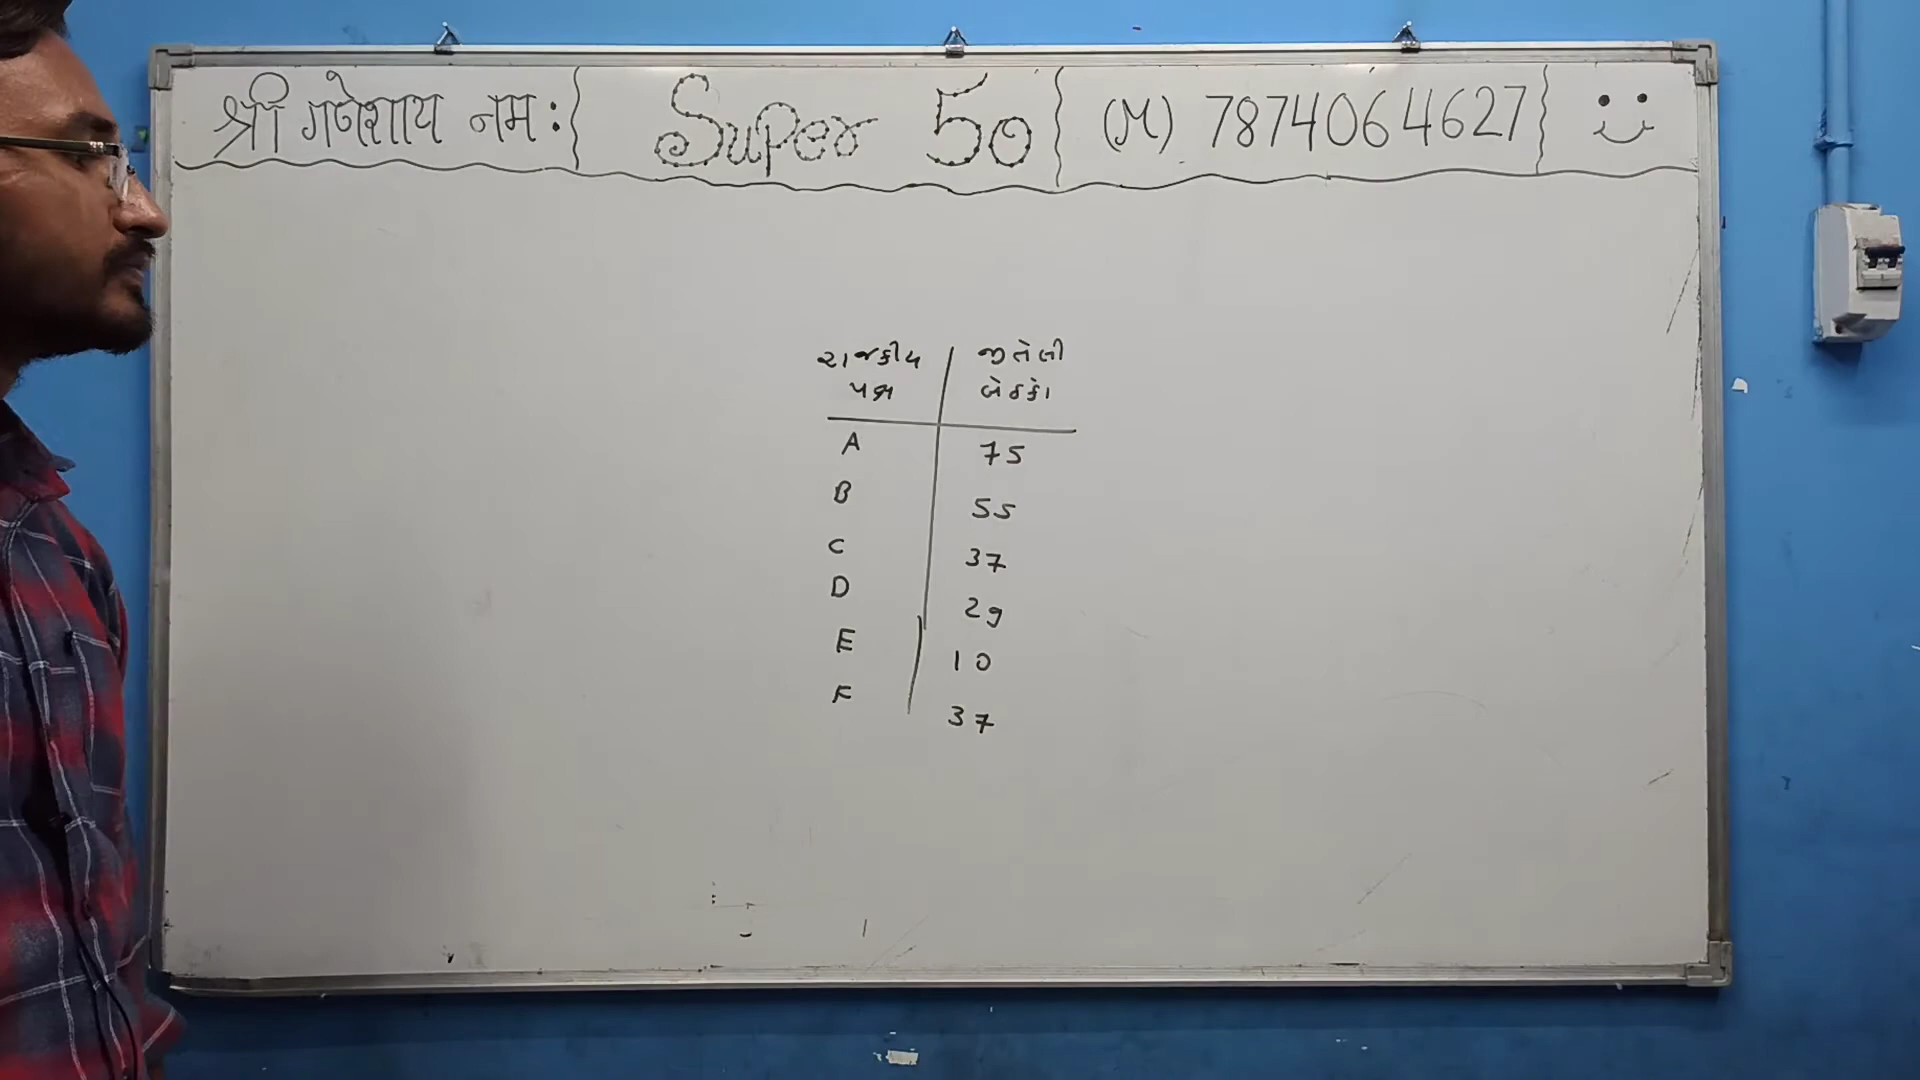 श्री गणेशाय नमः Super 50 (M) 7874064627
રાજકીય પક્ષ જીતેલી બેઠકો
A 75
B 55
C 37
D 29
E 10
F 37